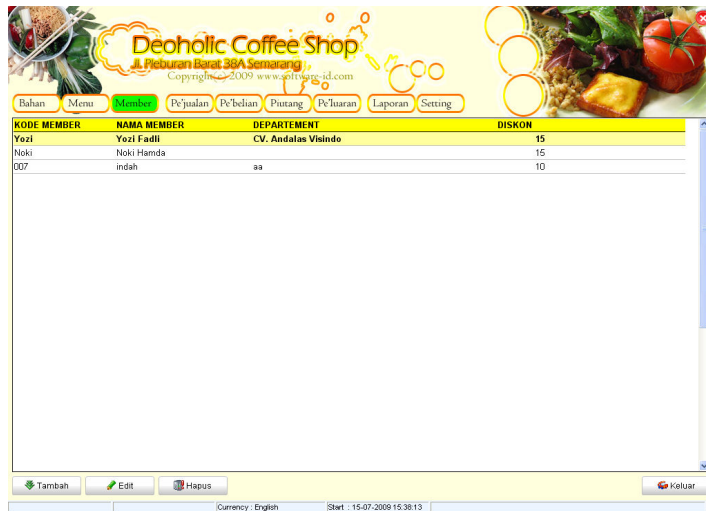 Deoholic Coffee Shop
Jl. Pleburan Barat 38A Semarang
Copyright(c)2009 www.software-id.com
Bahan Menu Member Pe'jualan Pe'belian Piutang Pe'luaran Laporan Setting
KODE MEMBER NAMA MEMBER DEPARTEMENT DISKON
Yozi Yozi Fadli CV. Andalas Visindo 15
Noki Noki Hamda 15
007 indah aa 10
Tambah Edit Hapus Keluar
Currency : English Start : 15-07-2009 15:38:13